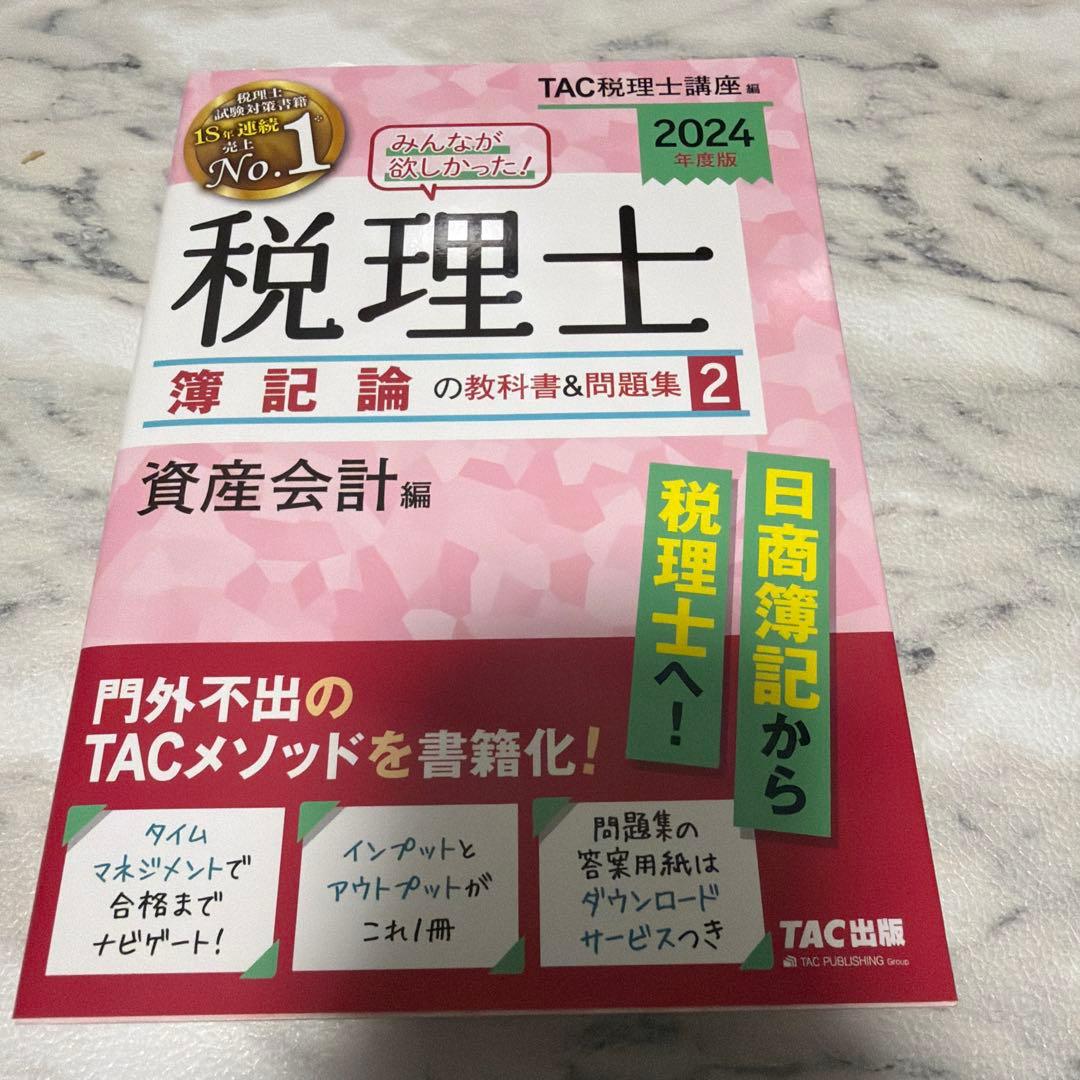 税理士
試験対策書籍
18年連続
売上
No.1※
みんなが
欲しかった!
TAC税理士講座 編
2024
年度版
税理士
簿記論の教科書&問題集2
資産会計編
日商簿記から
税理士へ!
門外不出の
TACメソッドを書籍化!
タイム
マネジメントで
合格まで
ナビゲート!
インプットと
アウトプットが
これ1冊
問題集の
答案用紙は
ダウンロード
サービスつき
TAC出版
TAC PUBLISHING Group